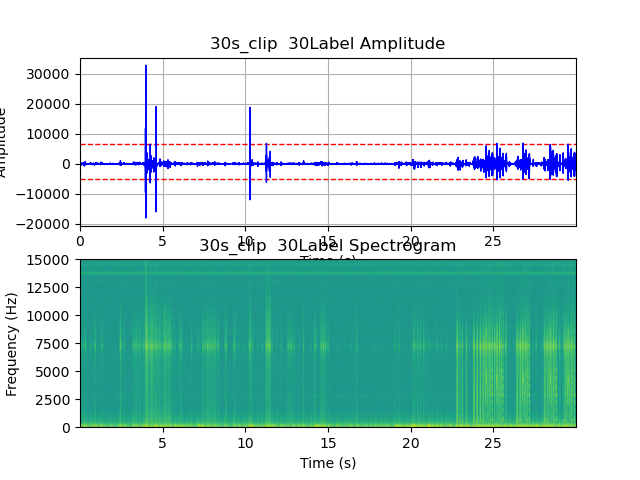 30s_clip  30Label Amplitude
Amplitude
30000
20000
10000
0
−10000
−20000
0 5 10 15 20 25
Time (s)
30s_clip  30Label Spectrogram
Frequency (Hz)
15000
12500
10000
7500
5000
2500
0
5 10 15 20 25
Time (s)